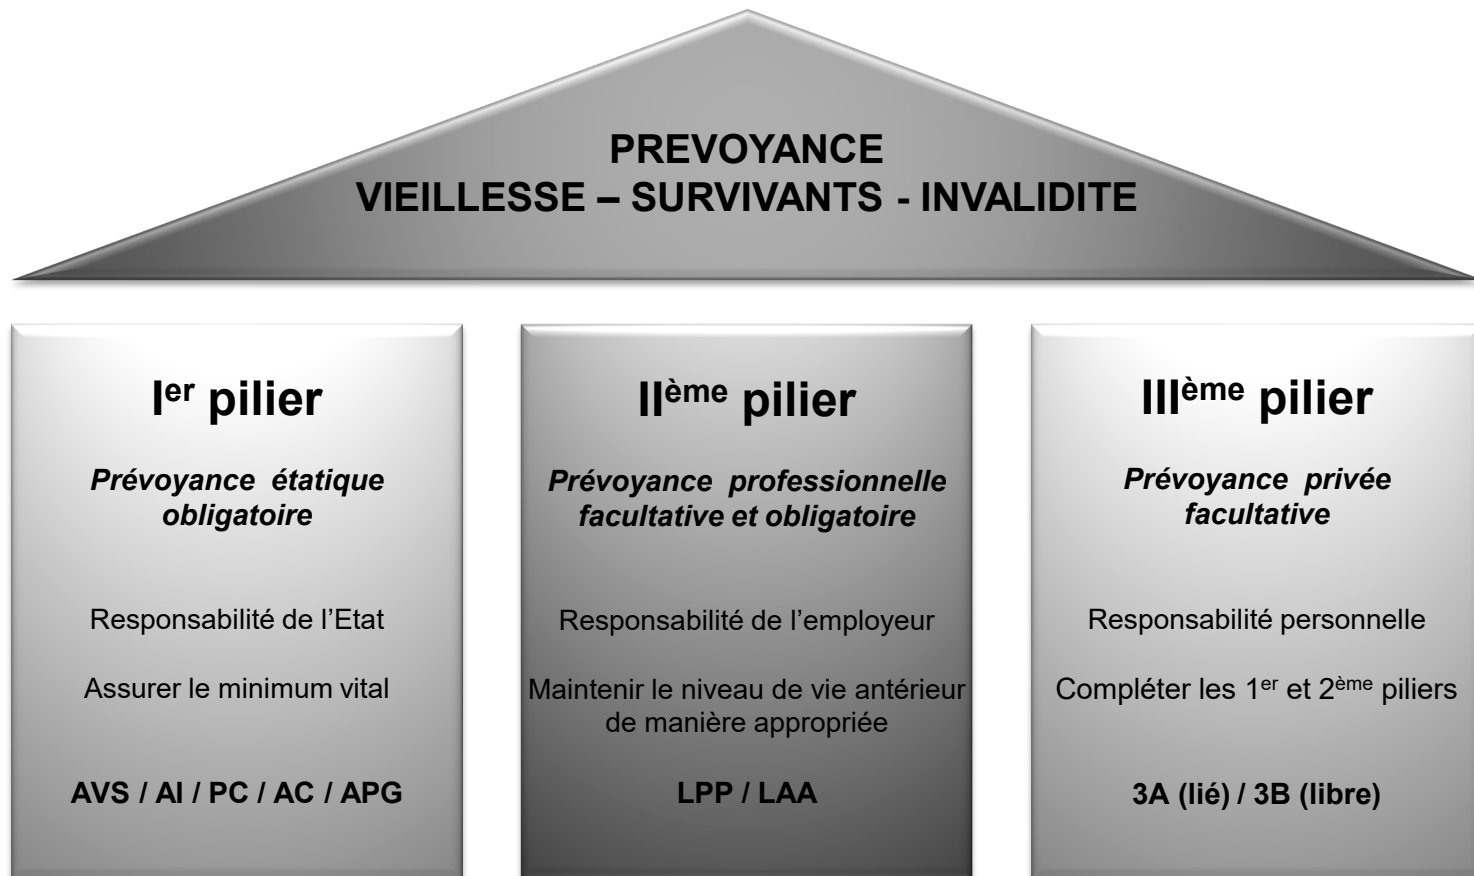 PREVOYANCE
VIEILLESSE – SURVIVANTS - INVALIDITE
Ier pilier
Prévoyance étatique
obligatoire
Responsabilité de l’Etat
Assurer le minimum vital
AVS / AI / PC / AC / APG
IIème pilier
Prévoyance professionnelle
facultative et obligatoire
Responsabilité de l’employeur
Maintenir le niveau de vie antérieur
de manière appropriée
LPP / LAA
IIIème pilier
Prévoyance privée
facultative
Responsabilité personnelle
Compléter les 1er et 2ème piliers
3A (lié) / 3B (libre)